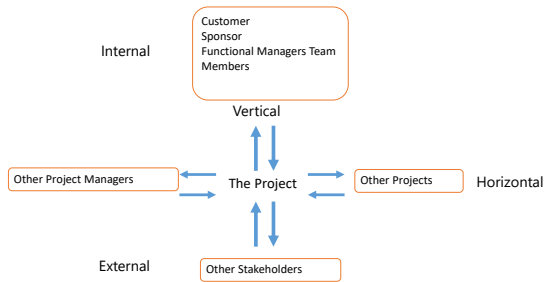 Customer
Sponsor
Functional Managers Team
Members
Internal
Vertical
Other Project Managers
The Project
Other Projects
Horizontal
External
Other Stakeholders